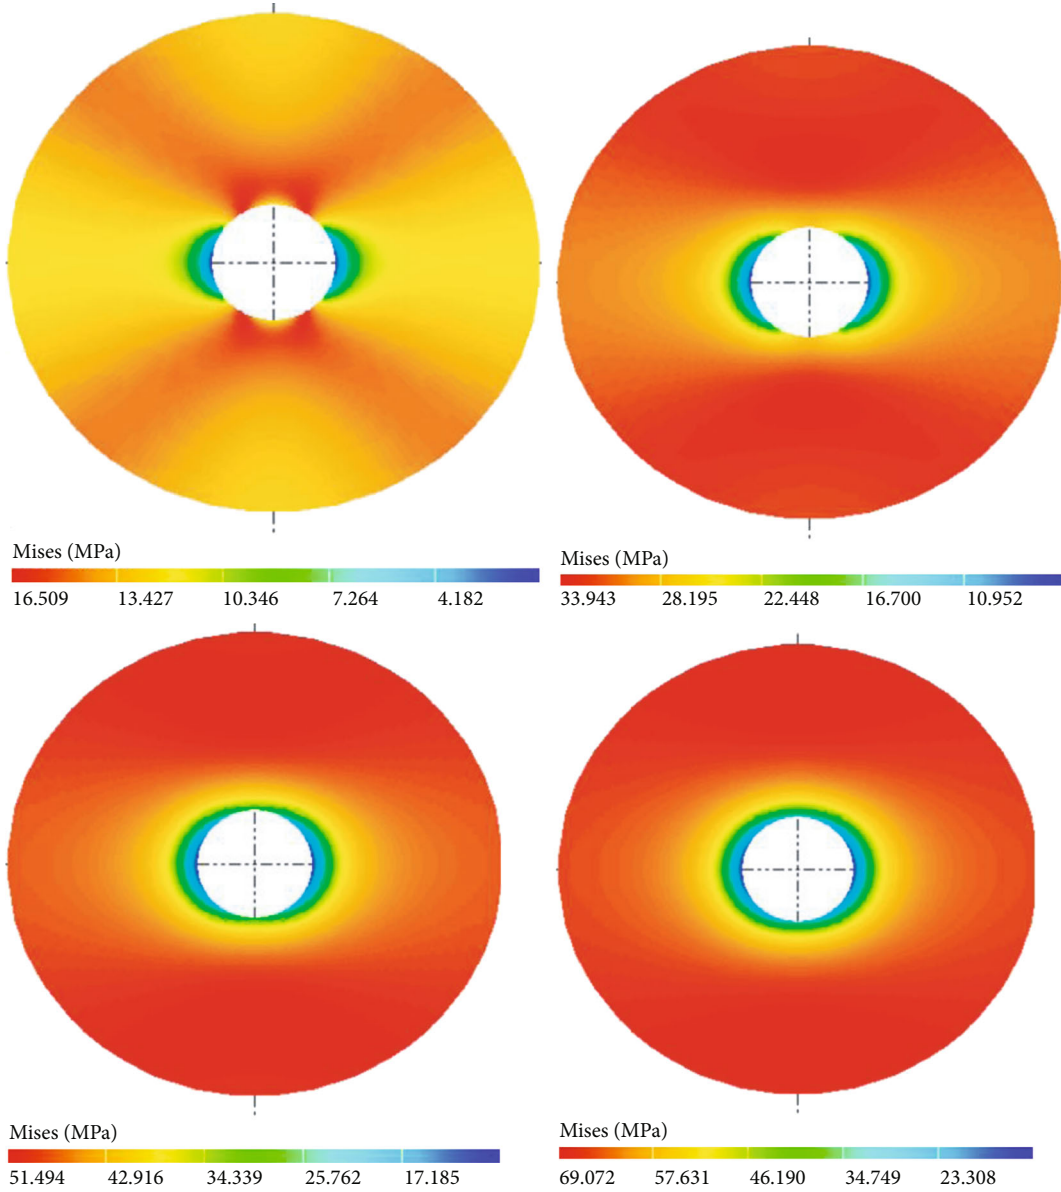 Mises (MPa)
16.509 13.427 10.346 7.264 4.182
Mises (MPa)
33.943 28.195 22.448 16.700 10.952
Mises (MPa)
51.494 42.916 34.339 25.762 17.185
Mises (MPa)
69.072 57.631 46.190 34.749 23.308